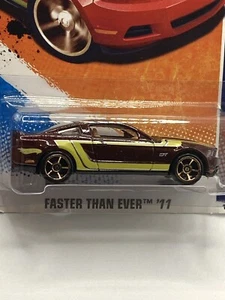 GT
FASTER THAN EVER™ '11